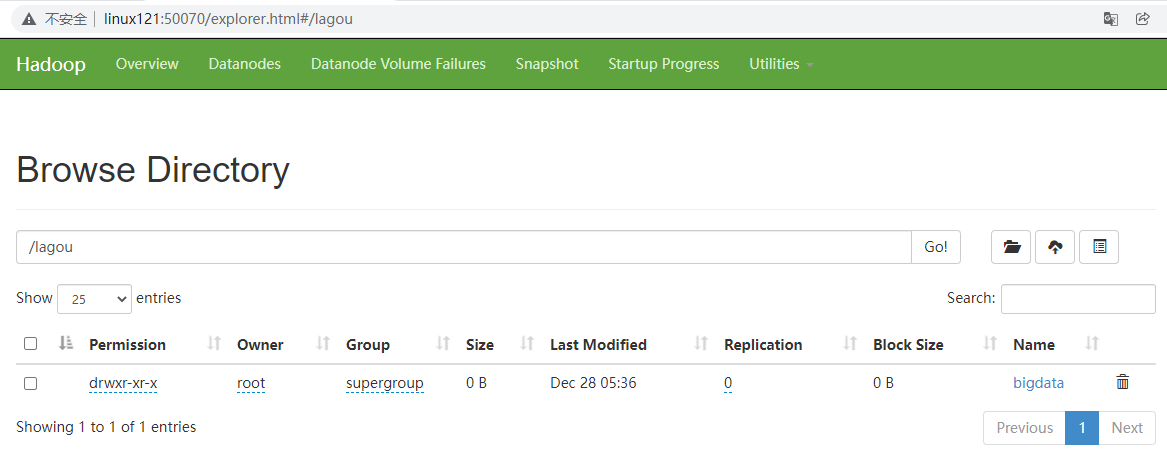 不安全 linux121:50070/explorer.html#/lagou
Hadoop Overview Datanodes Datanode Volume Failures Snapshot Startup Progress Utilities
Browse Directory
/lagou Go!
Show 25 entries Search:
Permission Owner Group Size Last Modified Replication Block Size Name
drwxr-xr-x root supergroup 0 B Dec 28 05:36 0 0 B bigdata
Showing 1 to 1 of 1 entries Previous 1 Next